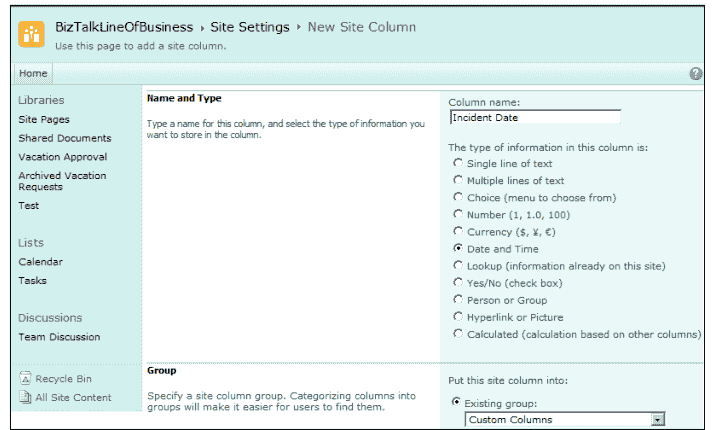 BizTalkLineOfBusiness › Site Settings › New Site Column
Use this page to add a site column.
Home
Libraries
Site Pages
Shared Documents
Vacation Approval
Archived Vacation
Requests
Test
Lists
Calendar
Tasks
Discussions
Team Discussion
Recycle Bin
All Site Content
Name and Type
Type a name for this column, and select the type of information you
want to store in the column.
Column name:
Incident Date
The type of information in this column is:
Single line of text
Multiple lines of text
Choice (menu to choose from)
Number (1, 1.0, 100)
Currency ($, ¥, €)
Date and Time
Lookup (information already on this site)
Yes/No (check box)
Person or Group
Hyperlink or Picture
Calculated (calculation based on other columns)
Group
Specify a site column group. Categorizing columns into
groups will make it easier for users to find them.
Put this site column into:
Existing group:
Custom Columns